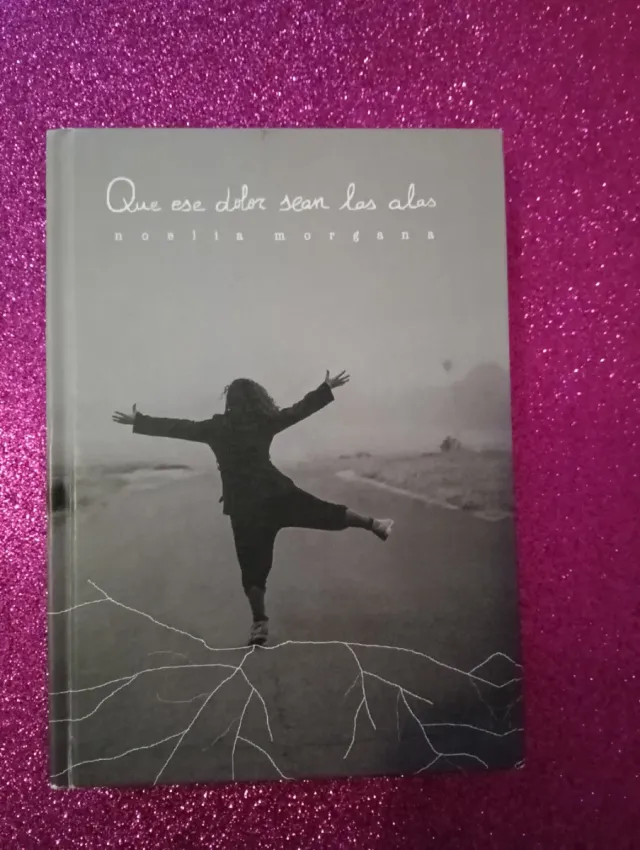 Que ese dolor sean las alas
noelia morgana